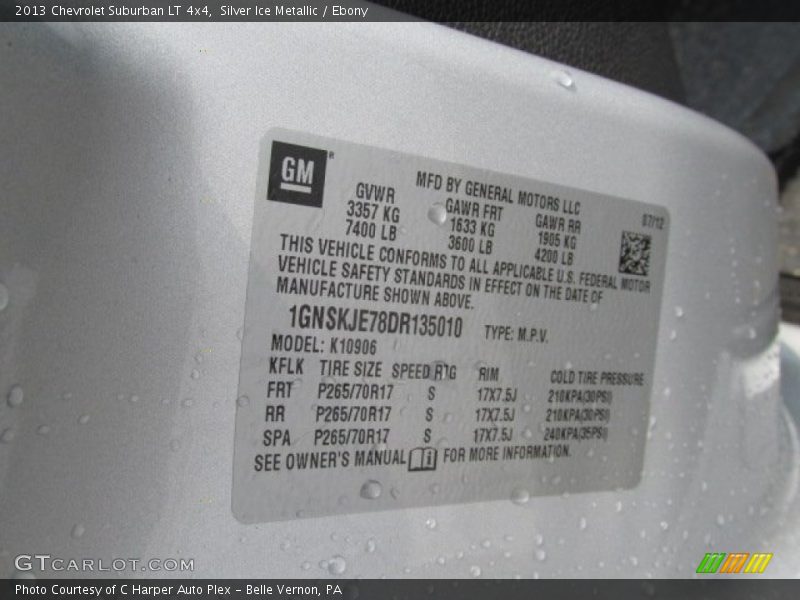 2013 Chevrolet Suburban LT 4x4,  Silver Ice Metallic / Ebony
GM®
MFD BY GENERAL MOTORS LLC
07/12
GVWR GAWR FRT GAWR RR
3357 KG 1633 KG 1905 KG
7400 LB 3600 LB 4200 LB
THIS VEHICLE CONFORMS TO ALL APPLICABLE U.S. FEDERAL MOTOR
VEHICLE SAFETY STANDARDS IN EFFECT ON THE DATE OF
MANUFACTURE SHOWN ABOVE.
1GNSKJE78DR135010 TYPE: M.P.V.
MODEL: K10906
KFLK TIRE SIZE SPEED RTG RIM COLD TIRE PRESSURE
FRT P265/70R17 S 17X7.5J 210KPA(30PSI)
RR P265/70R17 S 17X7.5J 210KPA(30PSI)
SPA P265/70R17 S 17X7.5J 240KPA(35PSI)
SEE OWNER'S MANUAL FOR MORE INFORMATION.
GTCARLOT.COM
Photo Courtesy of C Harper Auto Plex - Belle Vernon, PA